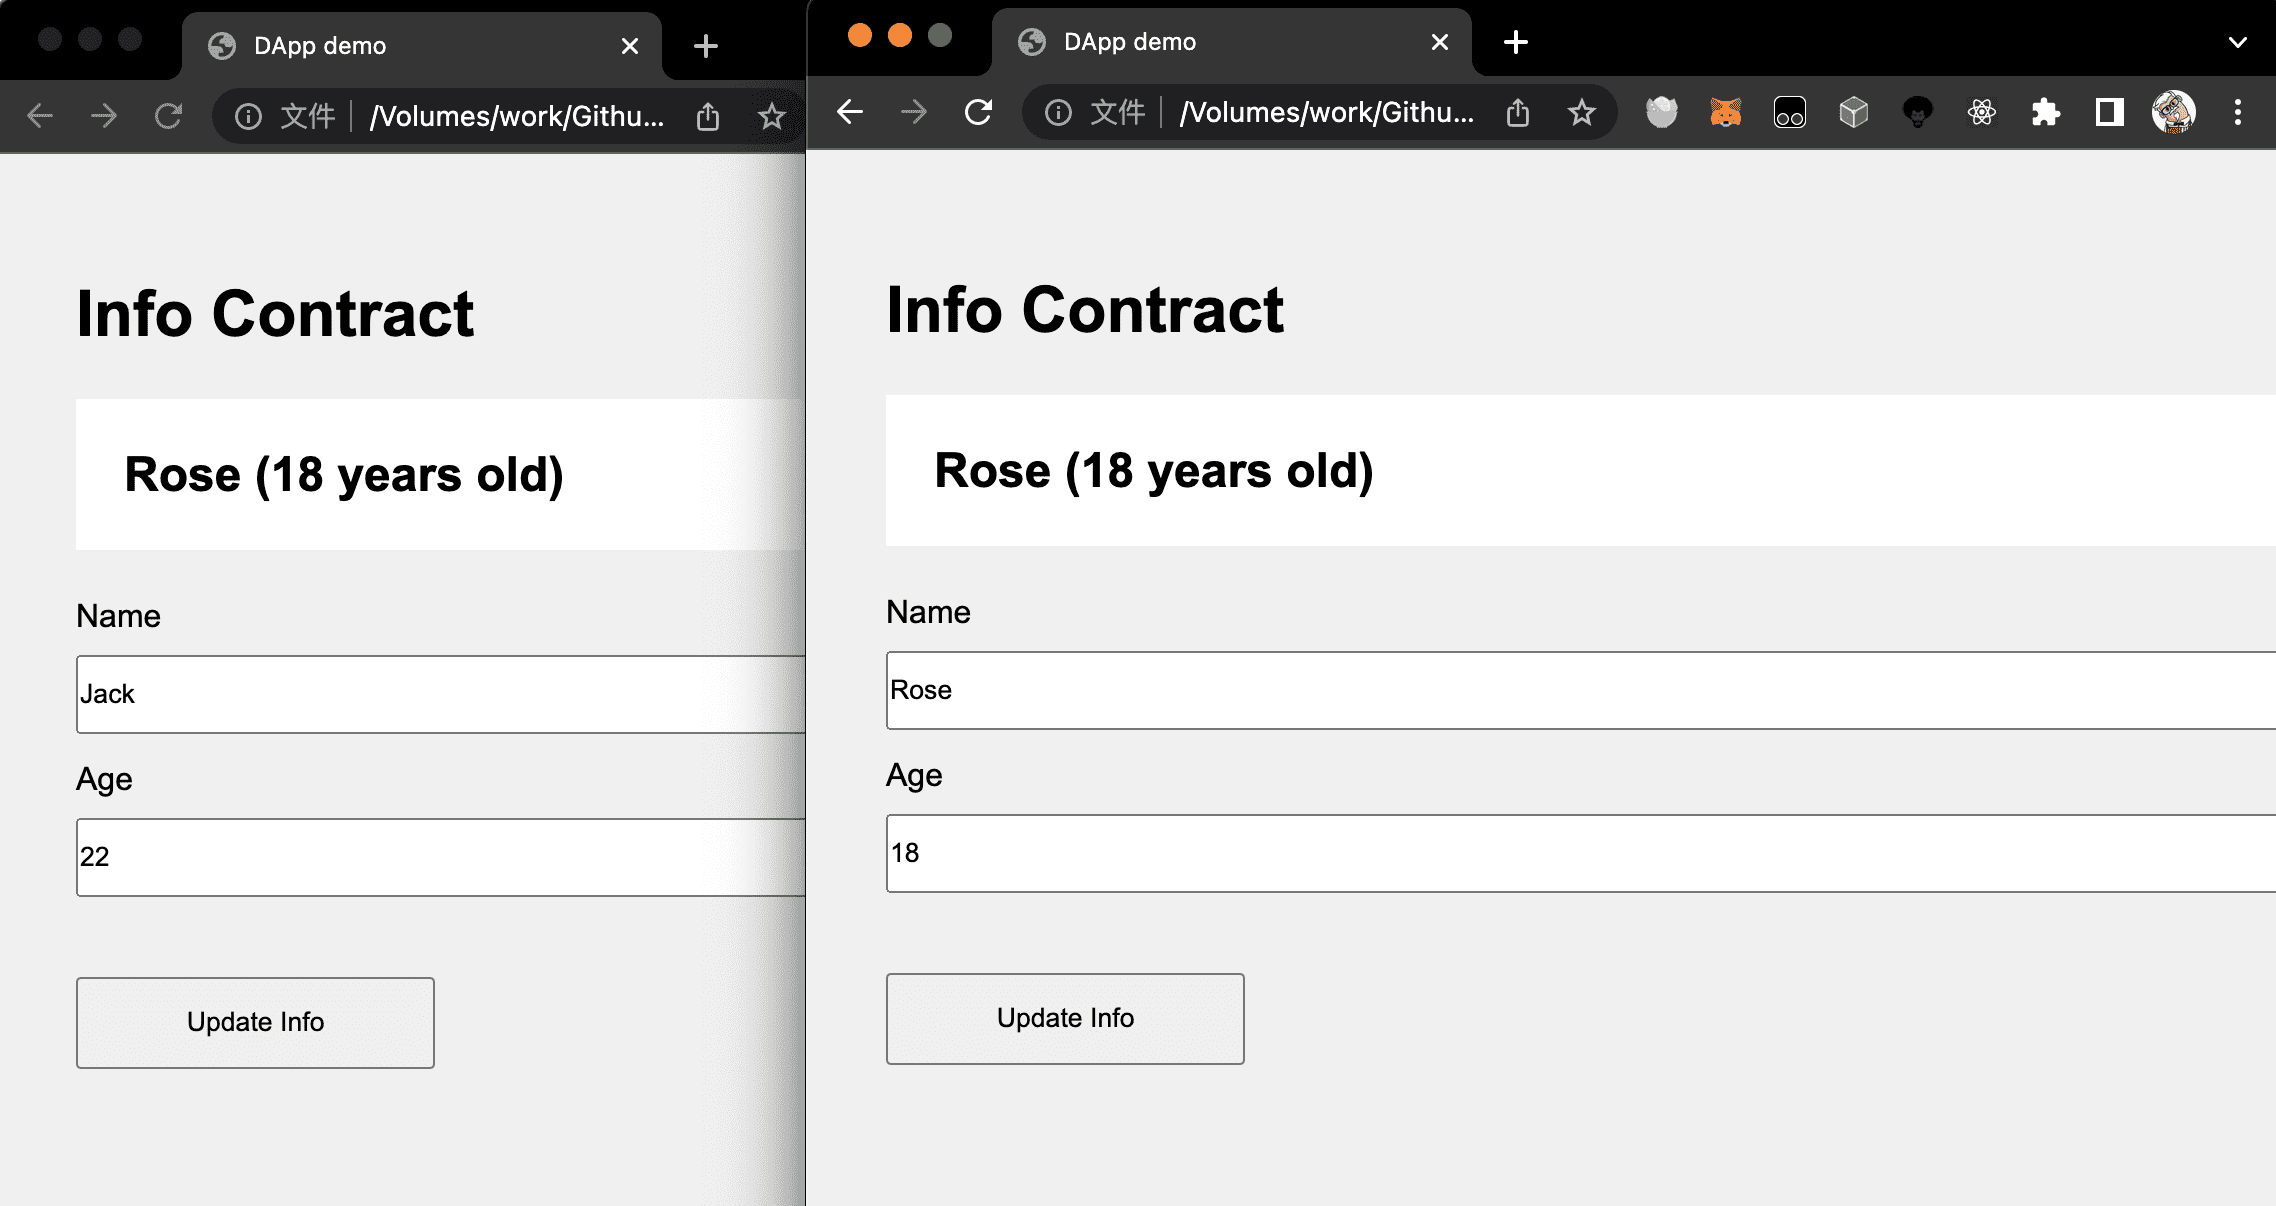 DApp demo
文件 /Volumes/work/Githu...
Info Contract
Rose (18 years old)
Name
Jack
Age
22
Update Info
DApp demo
文件 /Volumes/work/Githu...
Info Contract
Rose (18 years old)
Name
Rose
Age
18
Update Info